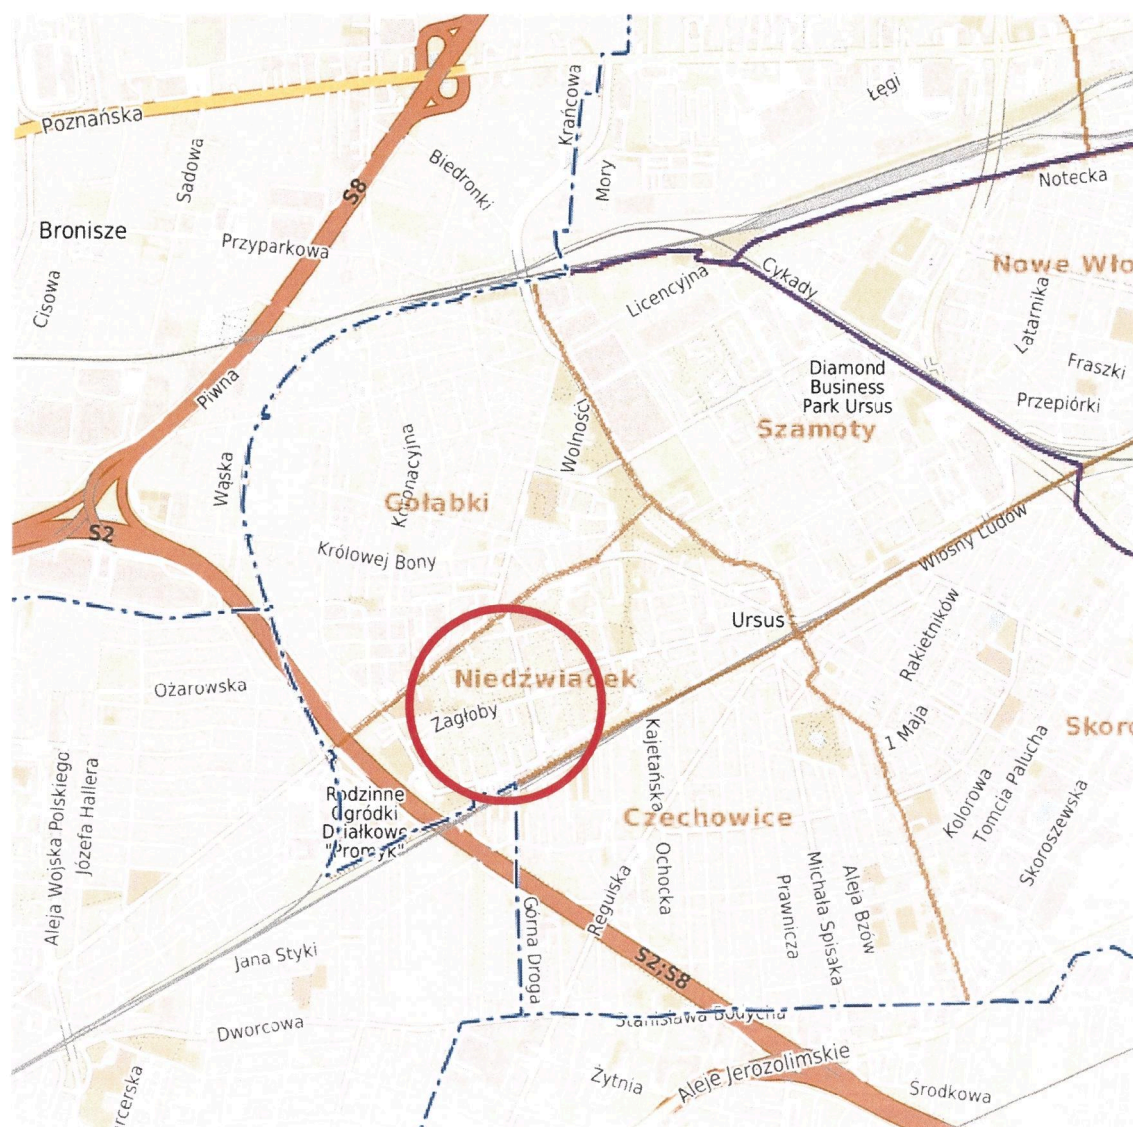 Krańcowa
Łęgi
Poznańska
Sadowa
Biedronki
S8
Mory
Notecka
Bronisze
Przyparkowa
Cisowa
Licencyjna
Cykady
Nowe Wło
Latarnika
Piwna
Diamond
Business
Park Ursus
Fraszki
Przepiórki
Wolności
Szamoty
Koronacyjna
Wąska
Gołąbki
S2
Królowej Bony
Wiosny Ludów
Ursus
Rakietników
Niedźwiadek
Ożarowska
Zagłoby
1 Maja
Skoro
Kajetańska
Aleja Wojska Polskiego
Józefa Hallera
Rodzinne
Ogródki
Działkowe
"Promyk"
Czechowice
Kolorowa
Tomcia Palucha
Skoroszewska
Ochocka
Regulska
Prawnicza
Michała Spisaka
Aleja Bzów
Górna Droga
Jana Styki
S2;S8
Dworcowa
Stanisława Bodycha
Żytnia
Aleje Jerozolimskie
Środkowa
rcerska